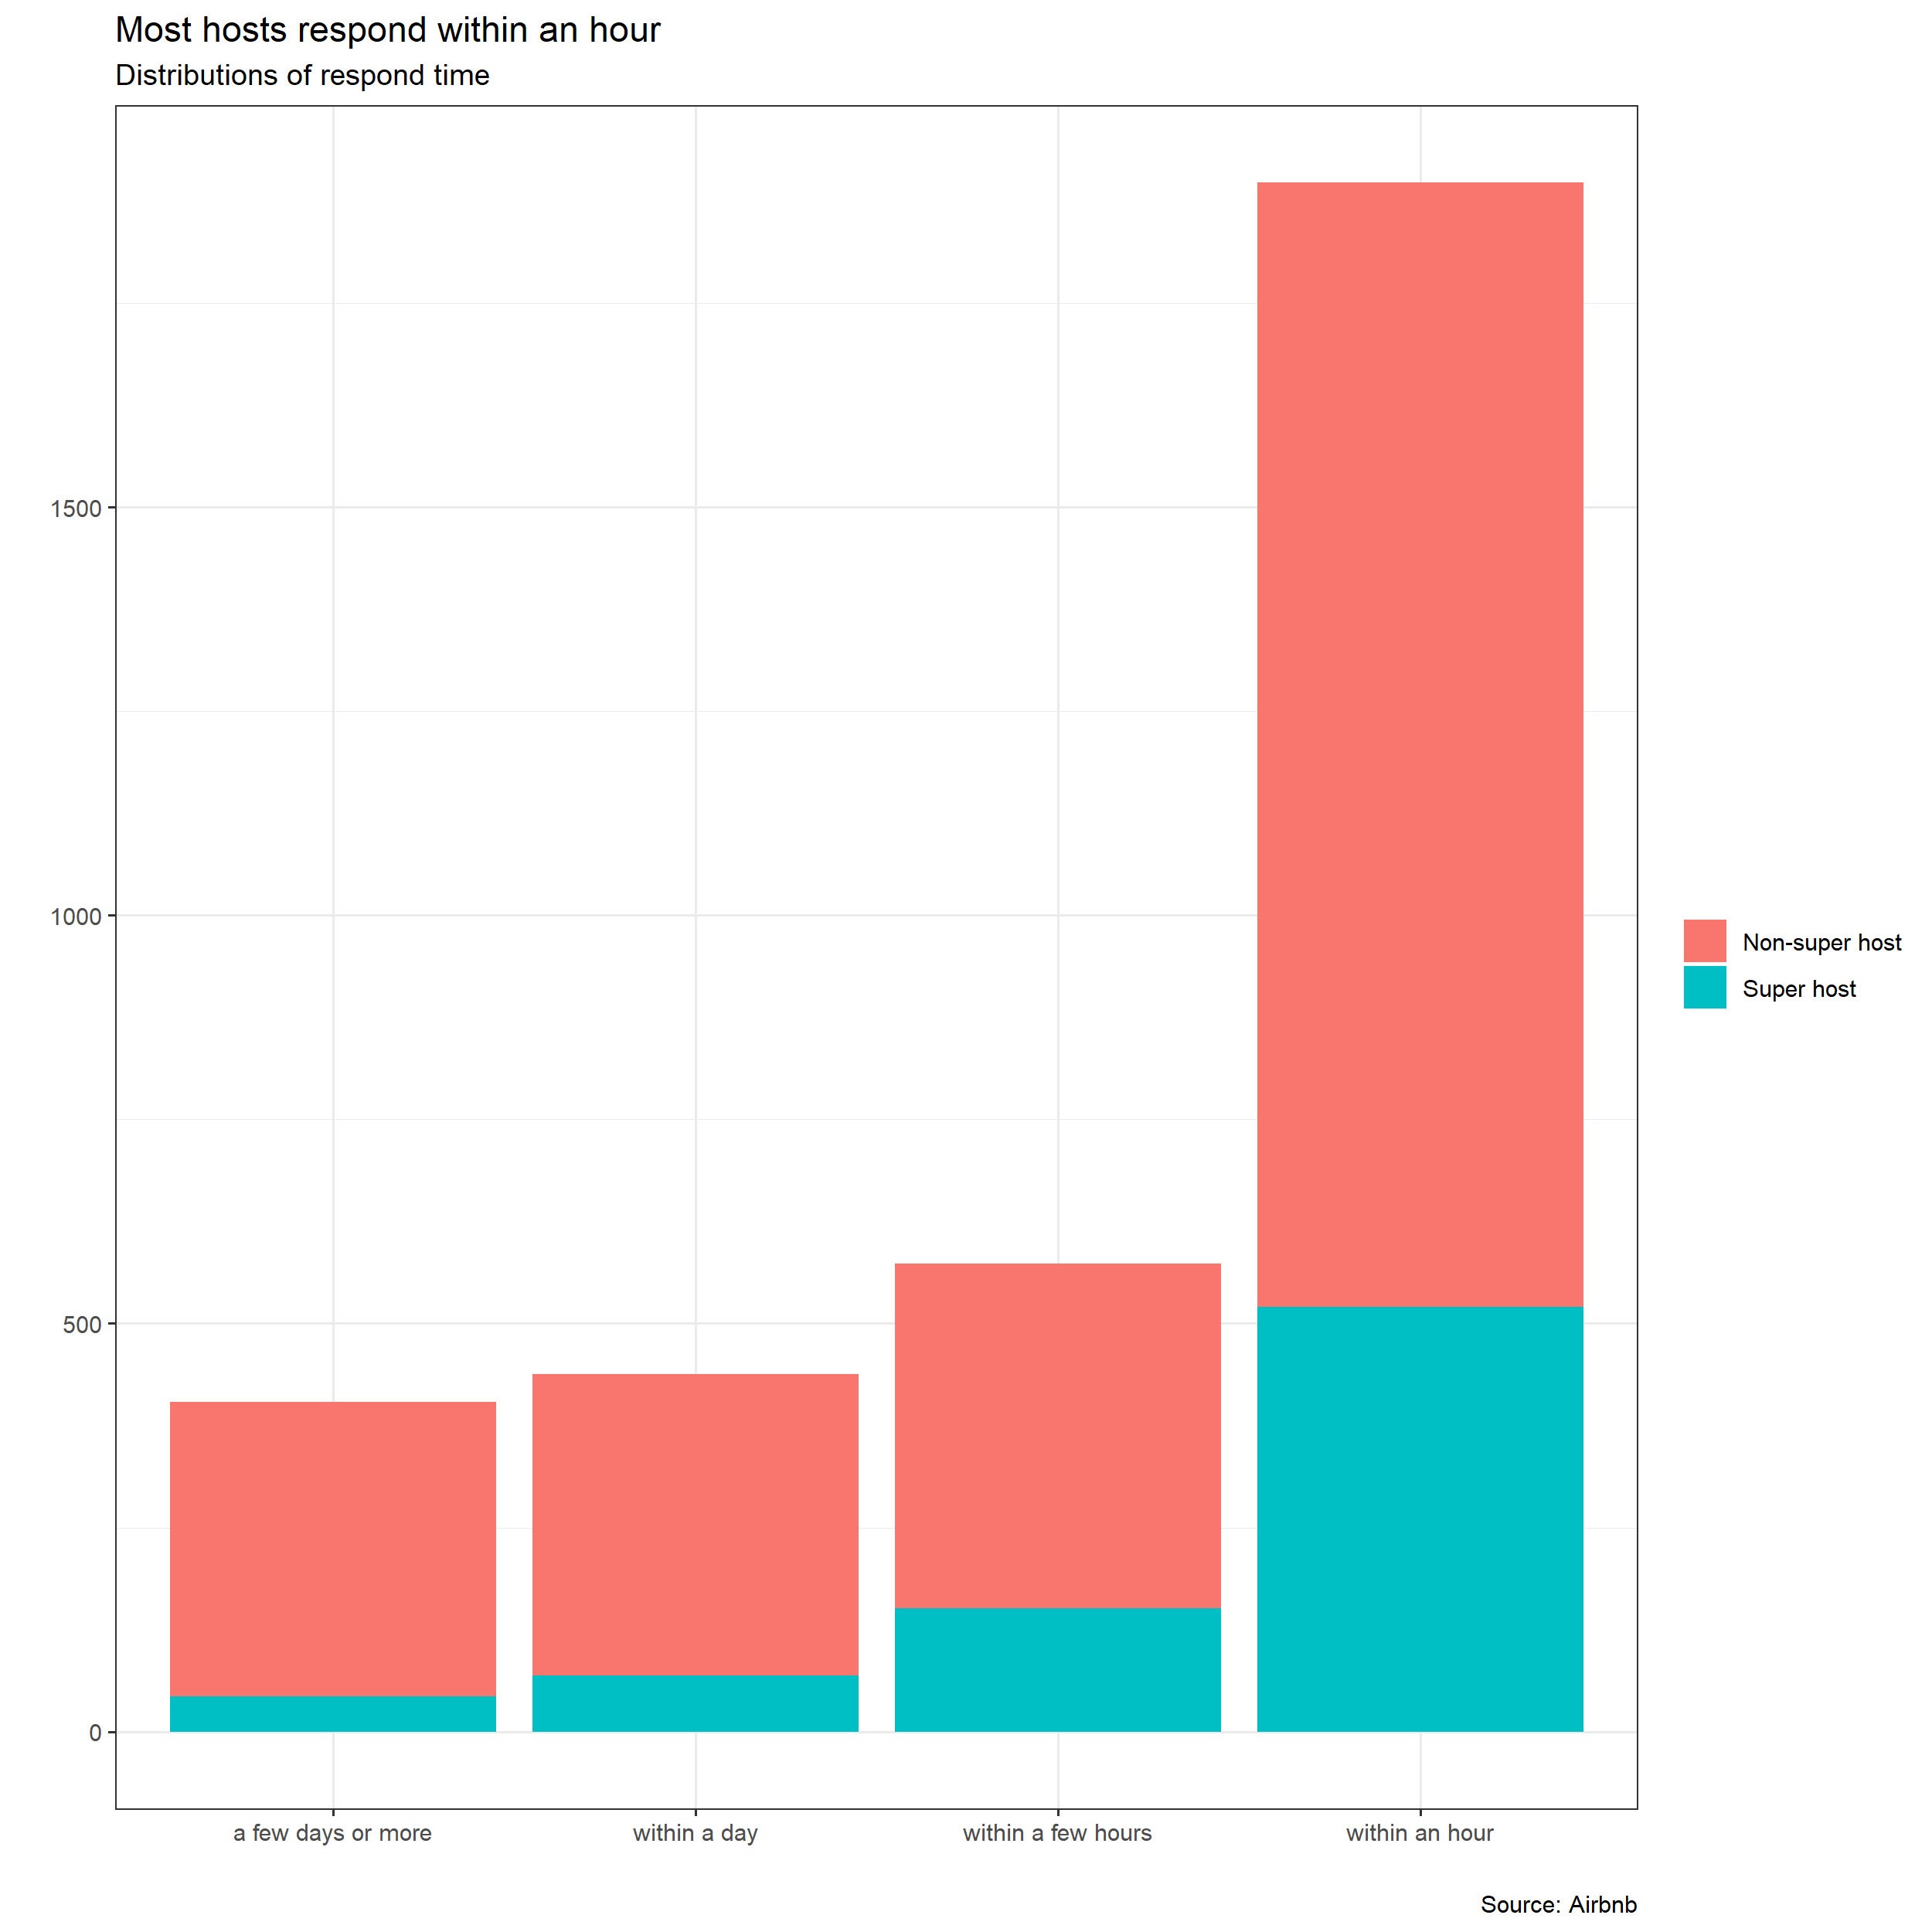 Most hosts respond within an hour
Distributions of respond time
1500
1000
500
0
a few days or more
within a day
within a few hours
within an hour
Non-super host
Super host
Source: Airbnb